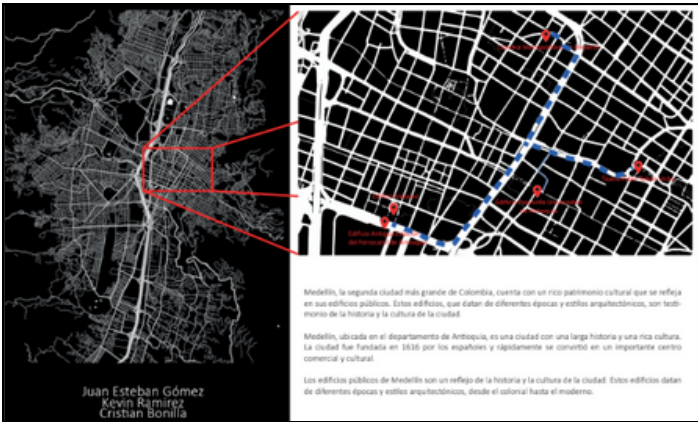 Edificio
del ferrocarril de
Medellín, la segunda ciudad más grande de Colombia, cuenta con un rico patrimonio cultural que se refleja
en sus edificios públicos. Estos edificios, que datan de diferentes épocas y estilos arquitectónicos, son testi-
monio de la historia y la cultura de la ciudad.
Medellín, ubicada en el departamento de Antioquia, es una ciudad con una larga historia y una rica cultura.
La ciudad fue fundada en 1616 por los españoles y rápidamente se convirtió en un importante centro
comercial y cultural.
Los edificios públicos de Medellín son un reflejo de la historia y la cultura de la ciudad. Estos edificios datan
de diferentes épocas y estilos arquitectónicos, desde el colonial hasta el moderno.
Juan Esteban Gómez
Kevin Ramirez
Cristian Bonilla